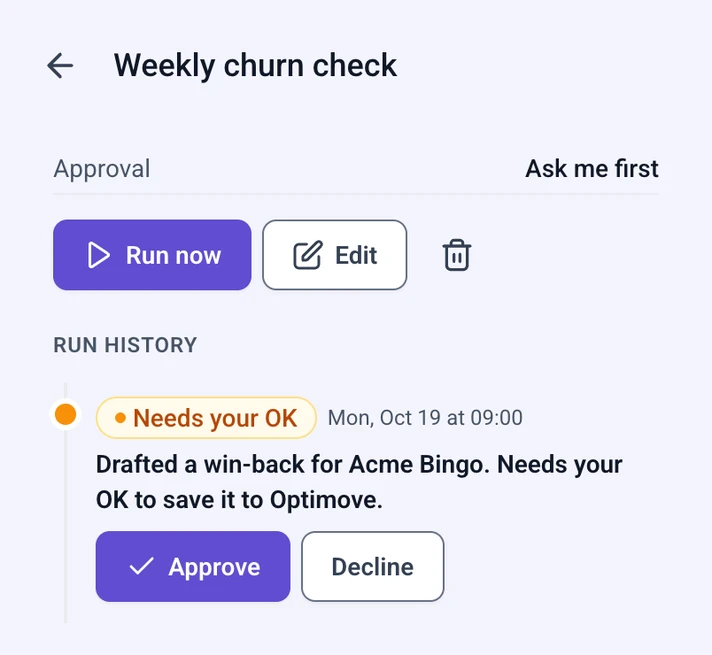 Weekly churn check
Approval Ask me first
Run now Edit
RUN HISTORY
Needs your OK Mon, Oct 19 at 09:00
Drafted a win-back for Acme Bingo. Needs your
OK to save it to Optimove.
Approve Decline